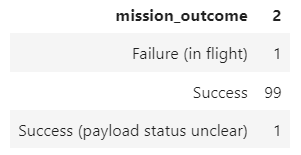 mission_outcome 2
Failure (in flight) 1
Success 99
Success (payload status unclear) 1